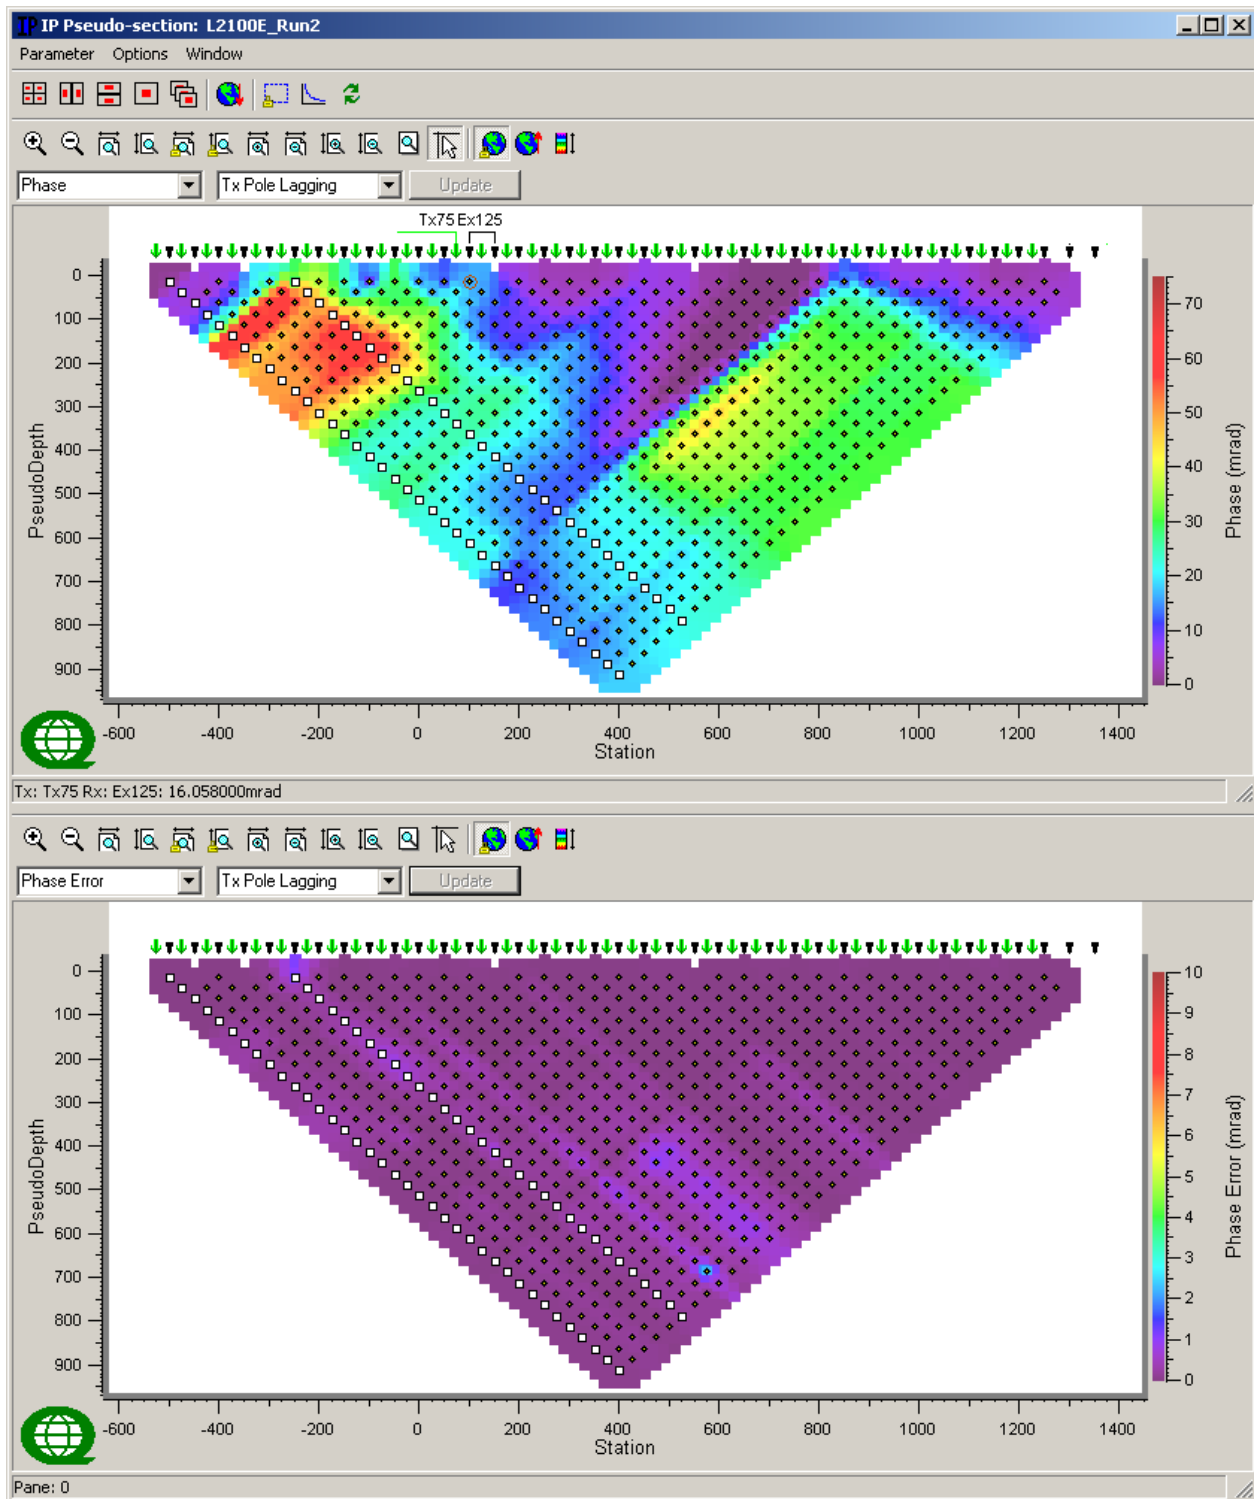 IP IP Pseudo-section: L2100E_Run2
Parameter Options Window
Phase Tx Pole Lagging Update
Tx75 Ex125
0
100
200
300
400
500
600
700
800
900
PseudoDepth
70
60
50
40
30
20
10
0
Phase (mrad)
-600 -400 -200 0 200 400 600 800 1000 1200 1400
Station
Tx: Tx75 Rx: Ex125: 16.058000mrad
Phase Error Tx Pole Lagging Update
0
100
200
300
400
500
600
700
800
900
PseudoDepth
10
9
8
7
6
5
4
3
2
1
0
Phase Error (mrad)
-600 -400 -200 0 200 400 600 800 1000 1200 1400
Station
Pane: 0